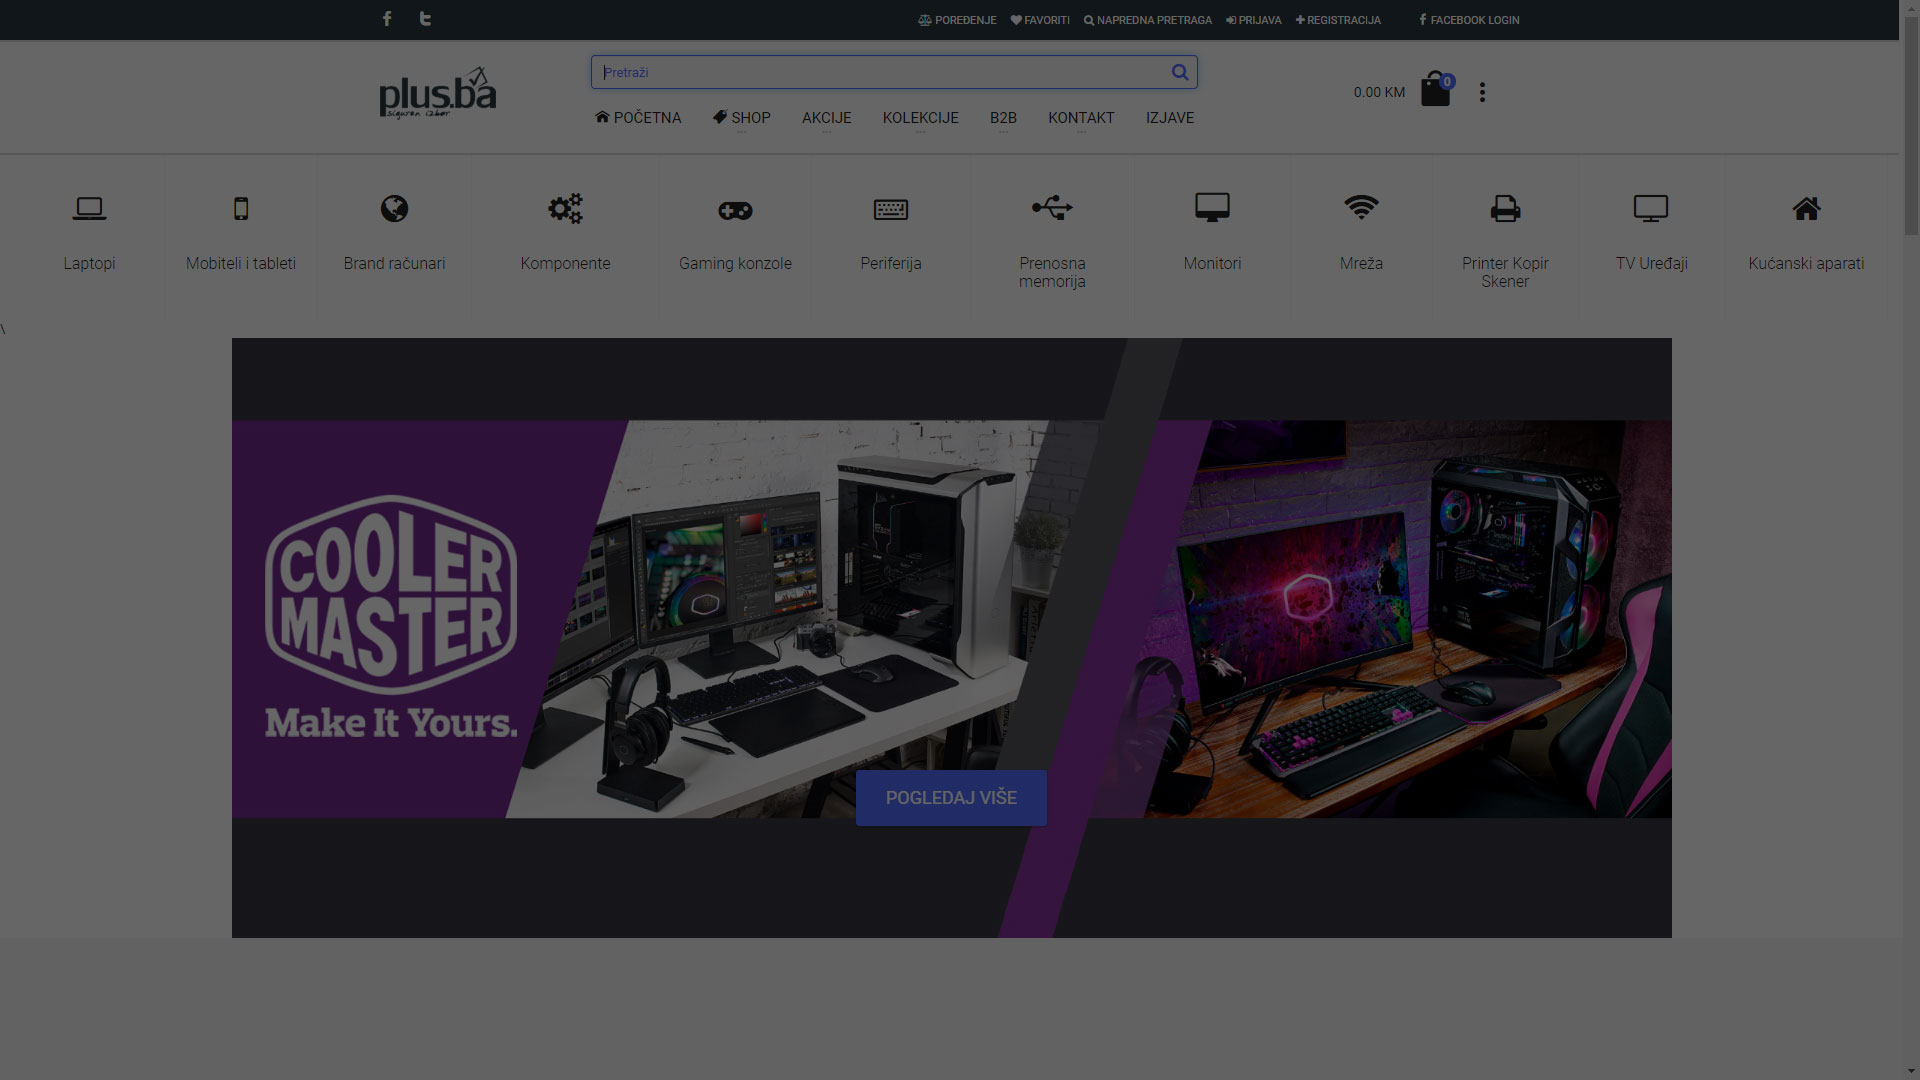 POREĐENJE FAVORITI NAPREDNA PRETRAGA PRIJAVA REGISTRACIJA FACEBOOK LOGIN
plus.ba
siguran izbor
Pretraži
0.00 KM
0
POČETNA SHOP AKCIJE KOLEKCIJE B2B KONTAKT IZJAVE
Laptopi
Mobiteli i tableti
Brand računari
Komponente
Gaming konzole
Periferija
Prenosna
memorija
Monitori
Mreža
Printer Kopir
Skener
TV Uređaji
Kućanski aparati
\
COOLER
MASTER
Make It Yours.
POGLEDAJ VIŠE